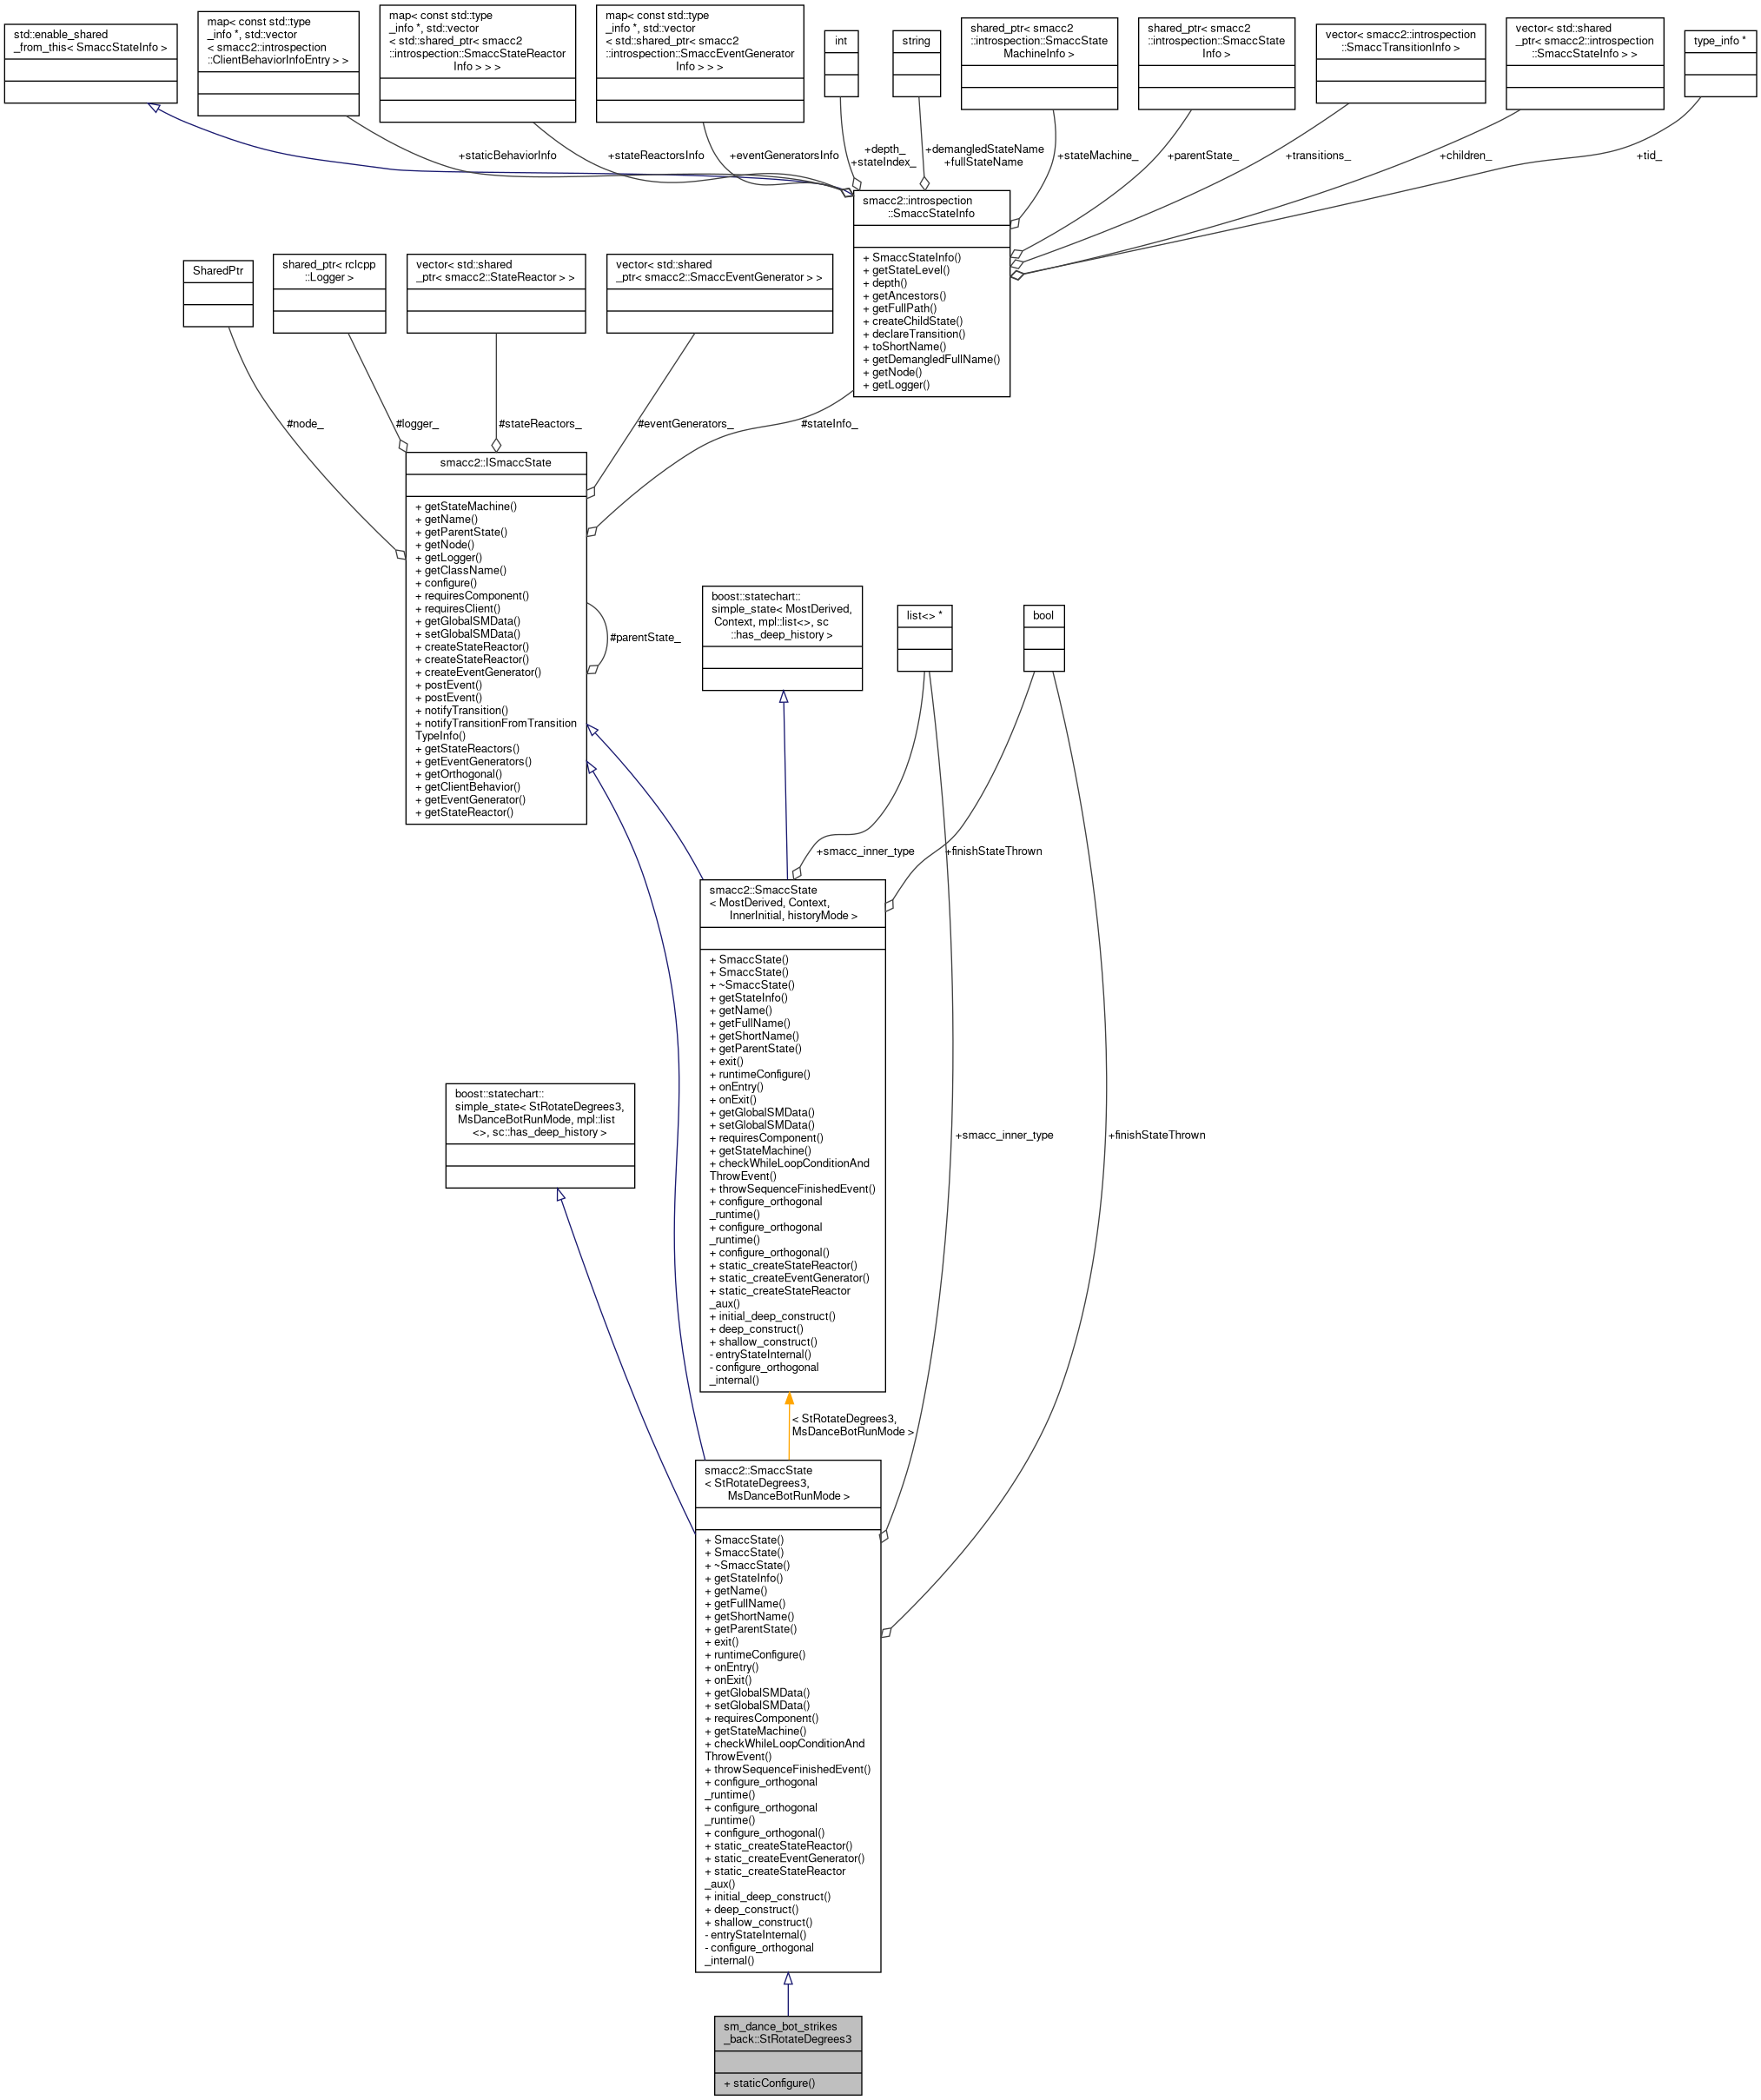 std::enable_shared
_from_this< SmaccStateInfo >
map< const std::type
_info *, std::vector
< smacc2::introspection
::ClientBehaviorInfoEntry > >
map< const std::type
_info *, std::vector
< std::shared_ptr< smacc2
::introspection::SmaccStateReactor
Info > > >
map< const std::type
_info *, std::vector
< std::shared_ptr< smacc2
::introspection::SmaccEventGenerator
Info > > >
int
string
shared_ptr< smacc2
::introspection::SmaccState
MachineInfo >
shared_ptr< smacc2
::introspection::SmaccState
Info >
vector< smacc2::introspection
::SmaccTransitionInfo >
vector< std::shared
_ptr< smacc2::introspection
::SmaccStateInfo > >
type_info *
+staticBehaviorInfo
+stateReactorsInfo
+eventGeneratorsInfo
+depth_
+stateIndex_
+demangledStateName
+fullStateName
+stateMachine_
+parentState_
+transitions_
+children_
+tid_
smacc2::introspection
::SmaccStateInfo
+ SmaccStateInfo()
+ getStateLevel()
+ depth()
+ getAncestors()
+ getFullPath()
+ createChildState()
+ declareTransition()
+ toShortName()
+ getDemangledFullName()
+ getNode()
+ getLogger()
SharedPtr
shared_ptr< rclcpp
::Logger >
vector< std::shared
_ptr< smacc2::StateReactor > >
vector< std::shared
_ptr< smacc2::SmaccEventGenerator > >
#node_
#logger_
#stateReactors_
#eventGenerators_
#stateInfo_
smacc2::ISmaccState
+ getStateMachine()
+ getName()
+ getParentState()
+ getNode()
+ getLogger()
+ getClassName()
+ configure()
+ requiresComponent()
+ requiresClient()
+ getGlobalSMData()
+ setGlobalSMData()
+ createStateReactor()
+ createStateReactor()
+ createEventGenerator()
+ postEvent()
+ postEvent()
+ notifyTransition()
+ notifyTransitionFromTransition
TypeInfo()
+ getStateReactors()
+ getEventGenerators()
+ getOrthogonal()
+ getClientBehavior()
+ getEventGenerator()
+ getStateReactor()
#parentState_
boost::statechart::
simple_state< MostDerived,
Context, mpl::list<>, sc
::has_deep_history >
list<> *
bool
+smacc_inner_type
+finishStateThrown
smacc2::SmaccState
< MostDerived, Context,
InnerInitial, historyMode >
+ SmaccState()
+ SmaccState()
+ ~SmaccState()
+ getStateInfo()
+ getName()
+ getFullName()
+ getShortName()
+ getParentState()
+ exit()
+ runtimeConfigure()
+ onEntry()
+ onExit()
+ getGlobalSMData()
+ setGlobalSMData()
+ requiresComponent()
+ getStateMachine()
+ checkWhileLoopConditionAnd
ThrowEvent()
+ throwSequenceFinishedEvent()
+ configure_orthogonal
_runtime()
+ configure_orthogonal
_runtime()
+ configure_orthogonal()
+ static_createStateReactor()
+ static_createEventGenerator()
+ static_createStateReactor
_aux()
+ initial_deep_construct()
+ deep_construct()
+ shallow_construct()
- entryStateInternal()
- configure_orthogonal
_internal()
boost::statechart::
simple_state< StRotateDegrees3,
MsDanceBotRunMode, mpl::list
<>, sc::has_deep_history >
+smacc_inner_type
+finishStateThrown
< StRotateDegrees3,
MsDanceBotRunMode >
smacc2::SmaccState
< StRotateDegrees3,
MsDanceBotRunMode >
+ SmaccState()
+ SmaccState()
+ ~SmaccState()
+ getStateInfo()
+ getName()
+ getFullName()
+ getShortName()
+ getParentState()
+ exit()
+ runtimeConfigure()
+ onEntry()
+ onExit()
+ getGlobalSMData()
+ setGlobalSMData()
+ requiresComponent()
+ getStateMachine()
+ checkWhileLoopConditionAnd
ThrowEvent()
+ throwSequenceFinishedEvent()
+ configure_orthogonal
_runtime()
+ configure_orthogonal
_runtime()
+ configure_orthogonal()
+ static_createStateReactor()
+ static_createEventGenerator()
+ static_createStateReactor
_aux()
+ initial_deep_construct()
+ deep_construct()
+ shallow_construct()
- entryStateInternal()
- configure_orthogonal
_internal()
sm_dance_bot_strikes
_back::StRotateDegrees3
+ staticConfigure()